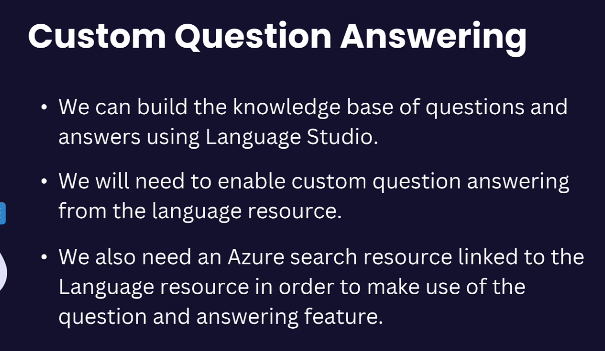 Custom Question Answering
• We can build the knowledge base of questions and
answers using Language Studio.
• We will need to enable custom question answering
from the language resource.
• We also need an Azure search resource linked to the
Language resource in order to make use of the
question and answering feature.